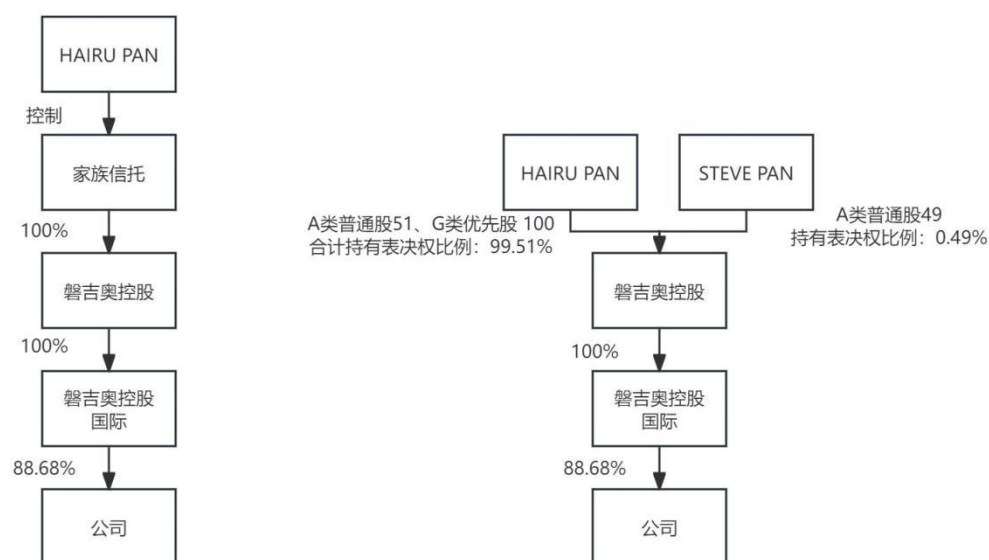 HAIRU PAN
控制
家族信托
100%
磐吉奥控股
100%
磐吉奥控股
国际
88.68%
公司
HAIRU PAN
STEVE PAN
A类普通股51、G类优先股 100
合计持有表决权比例：99.51%
A类普通股49
持有表决权比例：0.49%
磐吉奥控股
100%
磐吉奥控股
国际
88.68%
公司